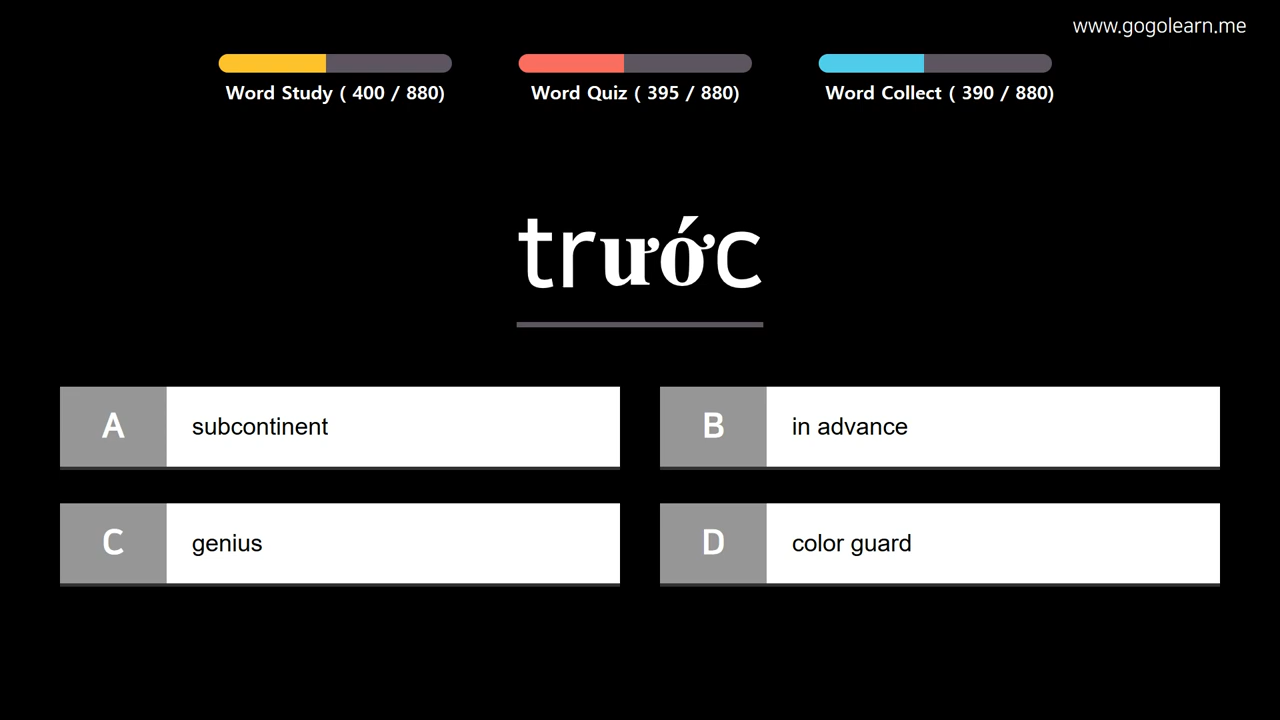 www.gogolearn.me
Word Study ( 400 / 880)
Word Quiz ( 395 / 880)
Word Collect ( 390 / 880)
trước
A subcontinent
B in advance
C genius
D color guard